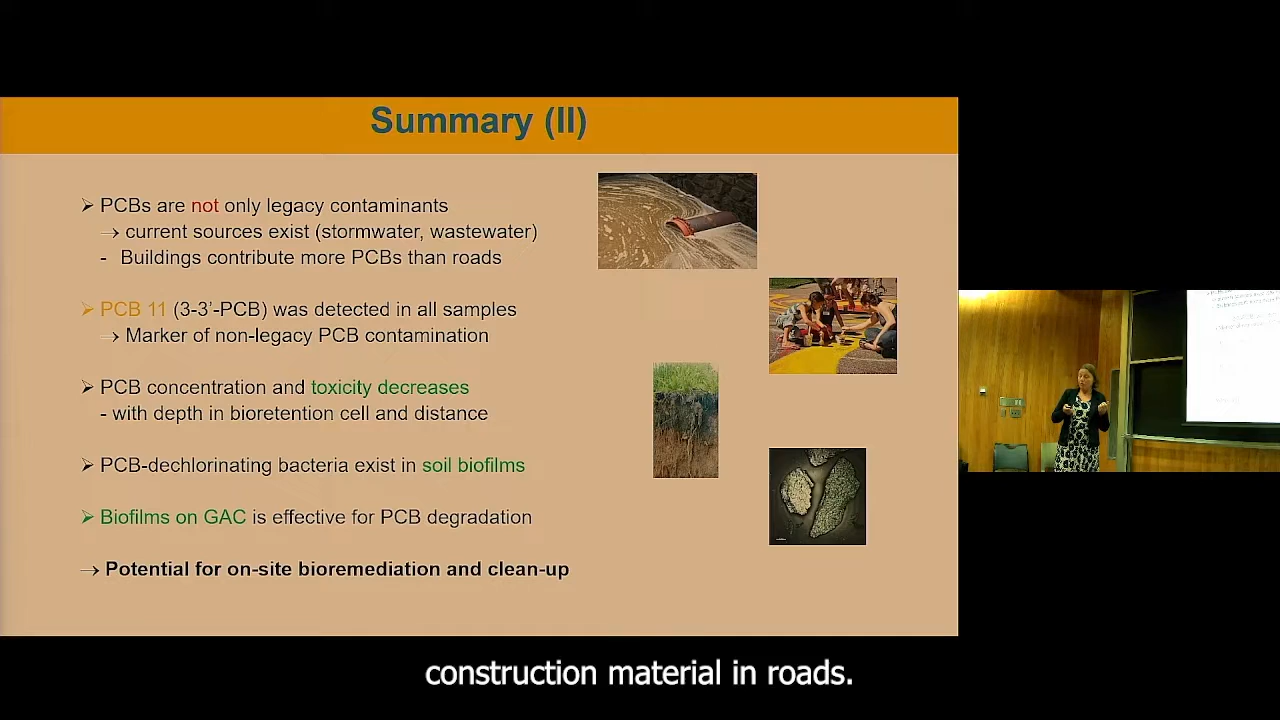 Summary (II)
➢ PCBs are not only legacy contaminants
→ current sources exist (stormwater, wastewater)
- Buildings contribute more PCBs than roads
➢ PCB 11 (3-3’-PCB) was detected in all samples
→ Marker of non-legacy PCB contamination
➢ PCB concentration and toxicity decreases
- with depth in bioretention cell and distance
➢ PCB-dechlorinating bacteria exist in soil biofilms
➢ Biofilms on GAC is effective for PCB degradation
→ Potential for on-site bioremediation and clean-up
construction material in roads.